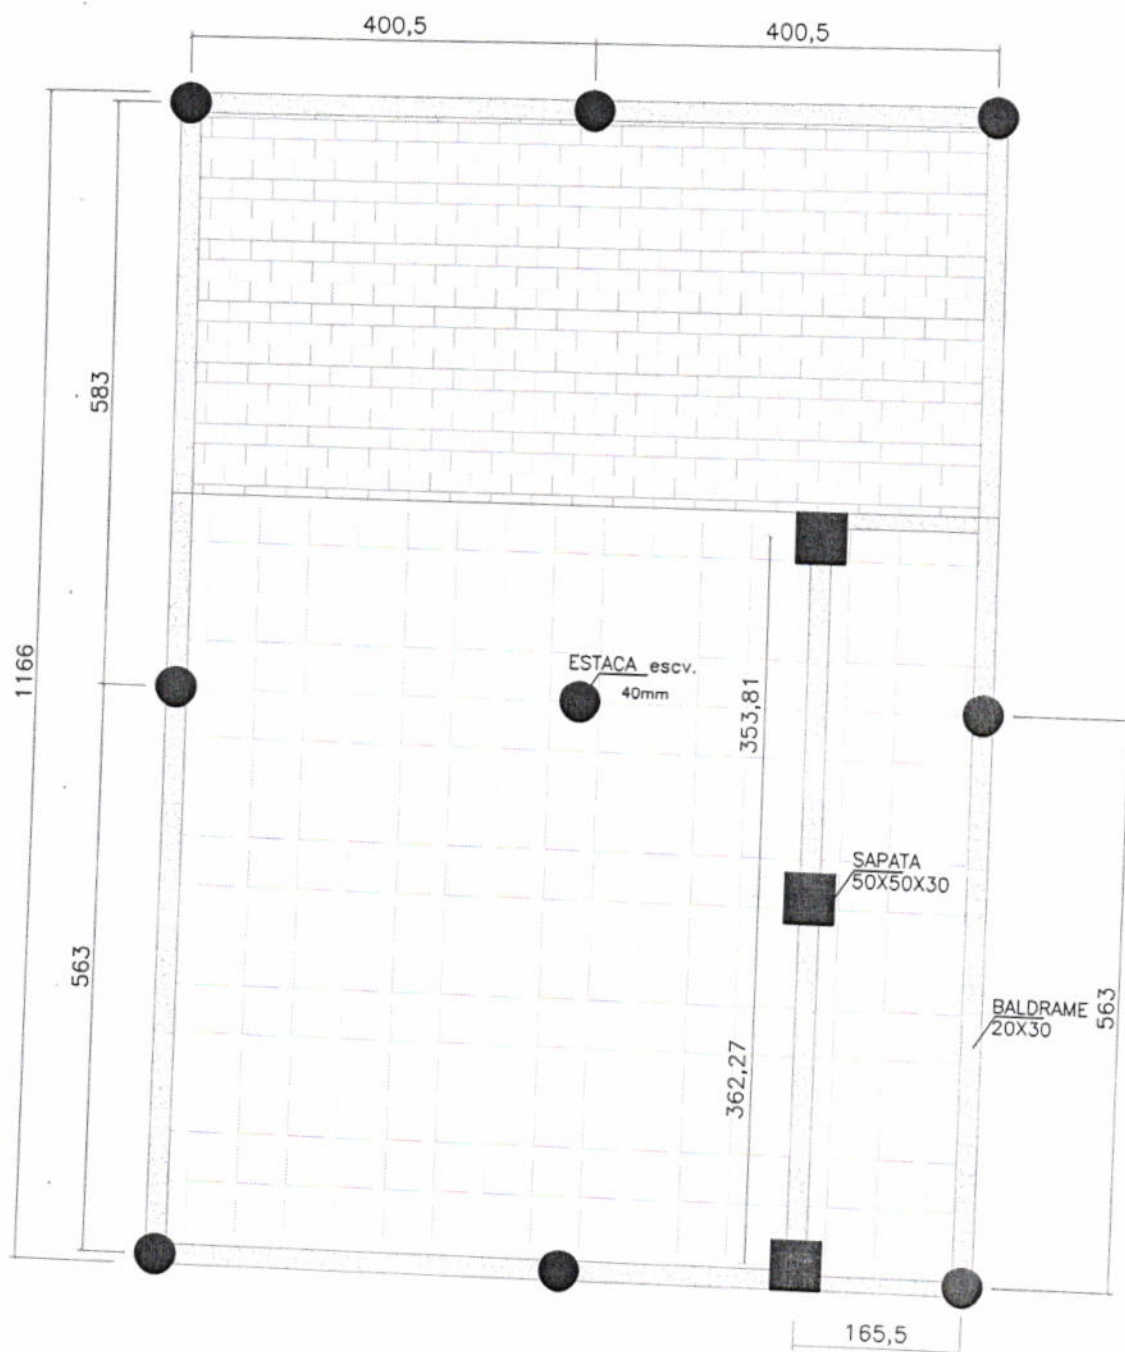 400,5
400,5
583
1166
ESTACA escv.
40mm
353,81
SAPATA
50X50X30
563
BALDRAME
20X30
563
362,27
165,5